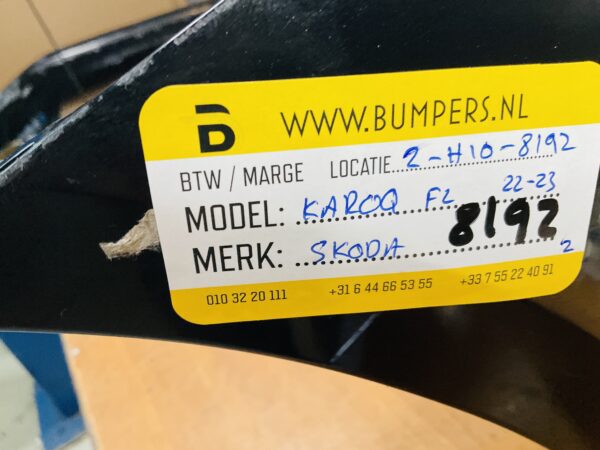 B WWW.BUMPERS.NL
BTW / MARGE LOCATIE 2-H10-8192
MODEL: KAROQ FL 22-23
MERK: SKODA 8192 2
010 32 20 111 +31 6 44 66 53 55 +33 7 55 22 40 91